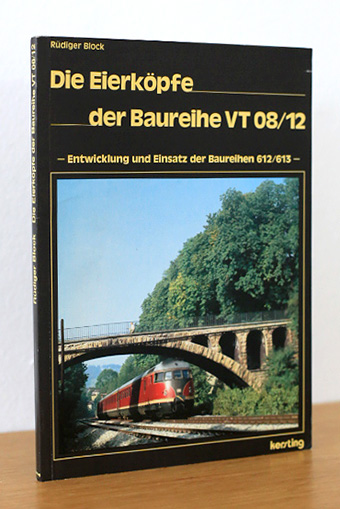 Rüdiger Block
Die Eierköpfe
der Baureihe VT 08/12
– Entwicklung und Einsatz der Baureihen 612/613 –
kersting
Rüdiger Block Die Eierköpfe der Baureihe VT 08/12